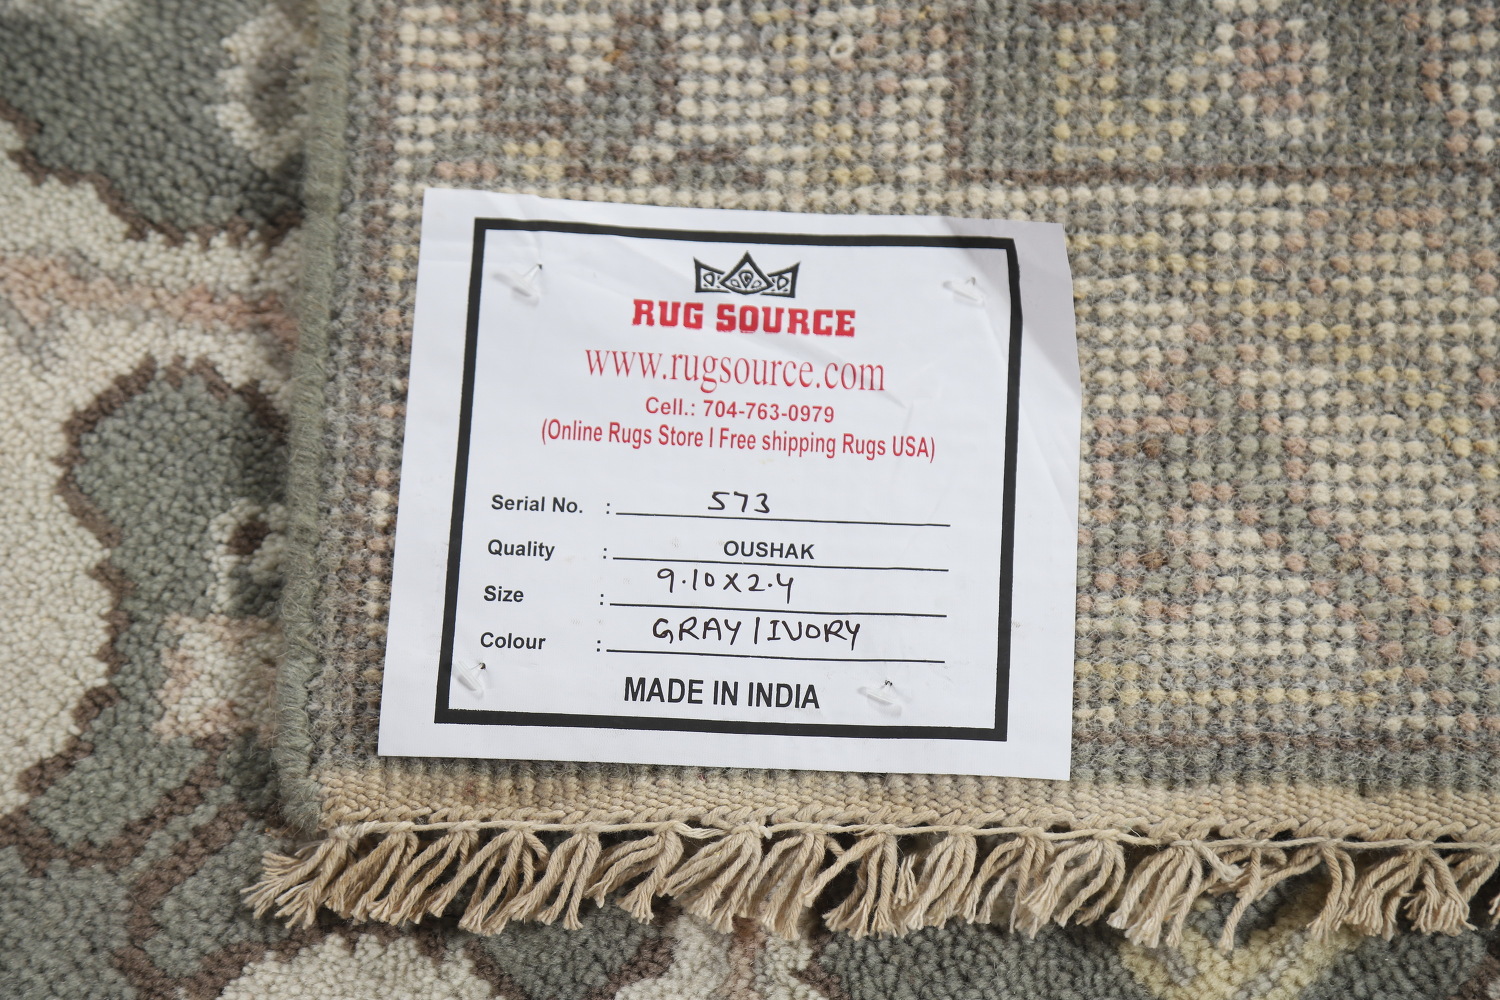 RUG SOURCE
www.rugsource.com
Cell.: 704-763-0979
(Online Rugs Store | Free shipping Rugs USA)
Serial No. : 573
Quality : OUSHAK
Size : 9.10X2.4
Colour : GRAY | IVORY
MADE IN INDIA